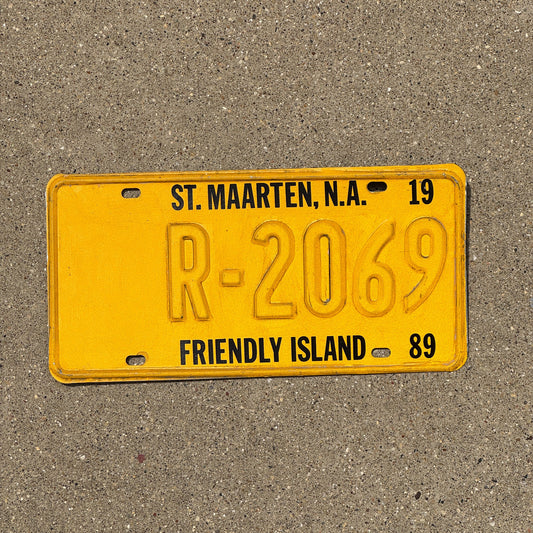 ST. MAARTEN, N.A. 19
R-2069
FRIENDLY ISLAND 89